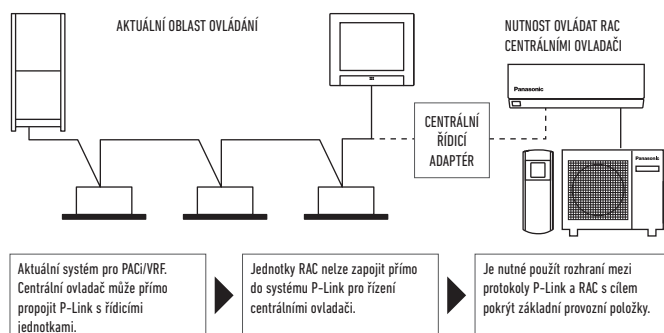 AKTUÁLNÍ OBLAST OVLÁDÁNÍ
NUTNOST OVLÁDAT RAC
CENTRÁLNÍMI OVLADAČI
Panasonic
CENTRÁLNÍ
ŘÍDICÍ
ADAPTÉR
Panasonic
Aktuální systém pro PACi/VRF.
Centrální ovladač může přímo
propojit P-Link s řídicími
jednotkami.
Jednotky RAC nelze zapojit přímo
do systému P-Link pro řízení
centrálními ovladači.
Je nutné použít rozhraní mezi
protokoly P-Link a RAC s cílem
pokrýt základní provozní položky.